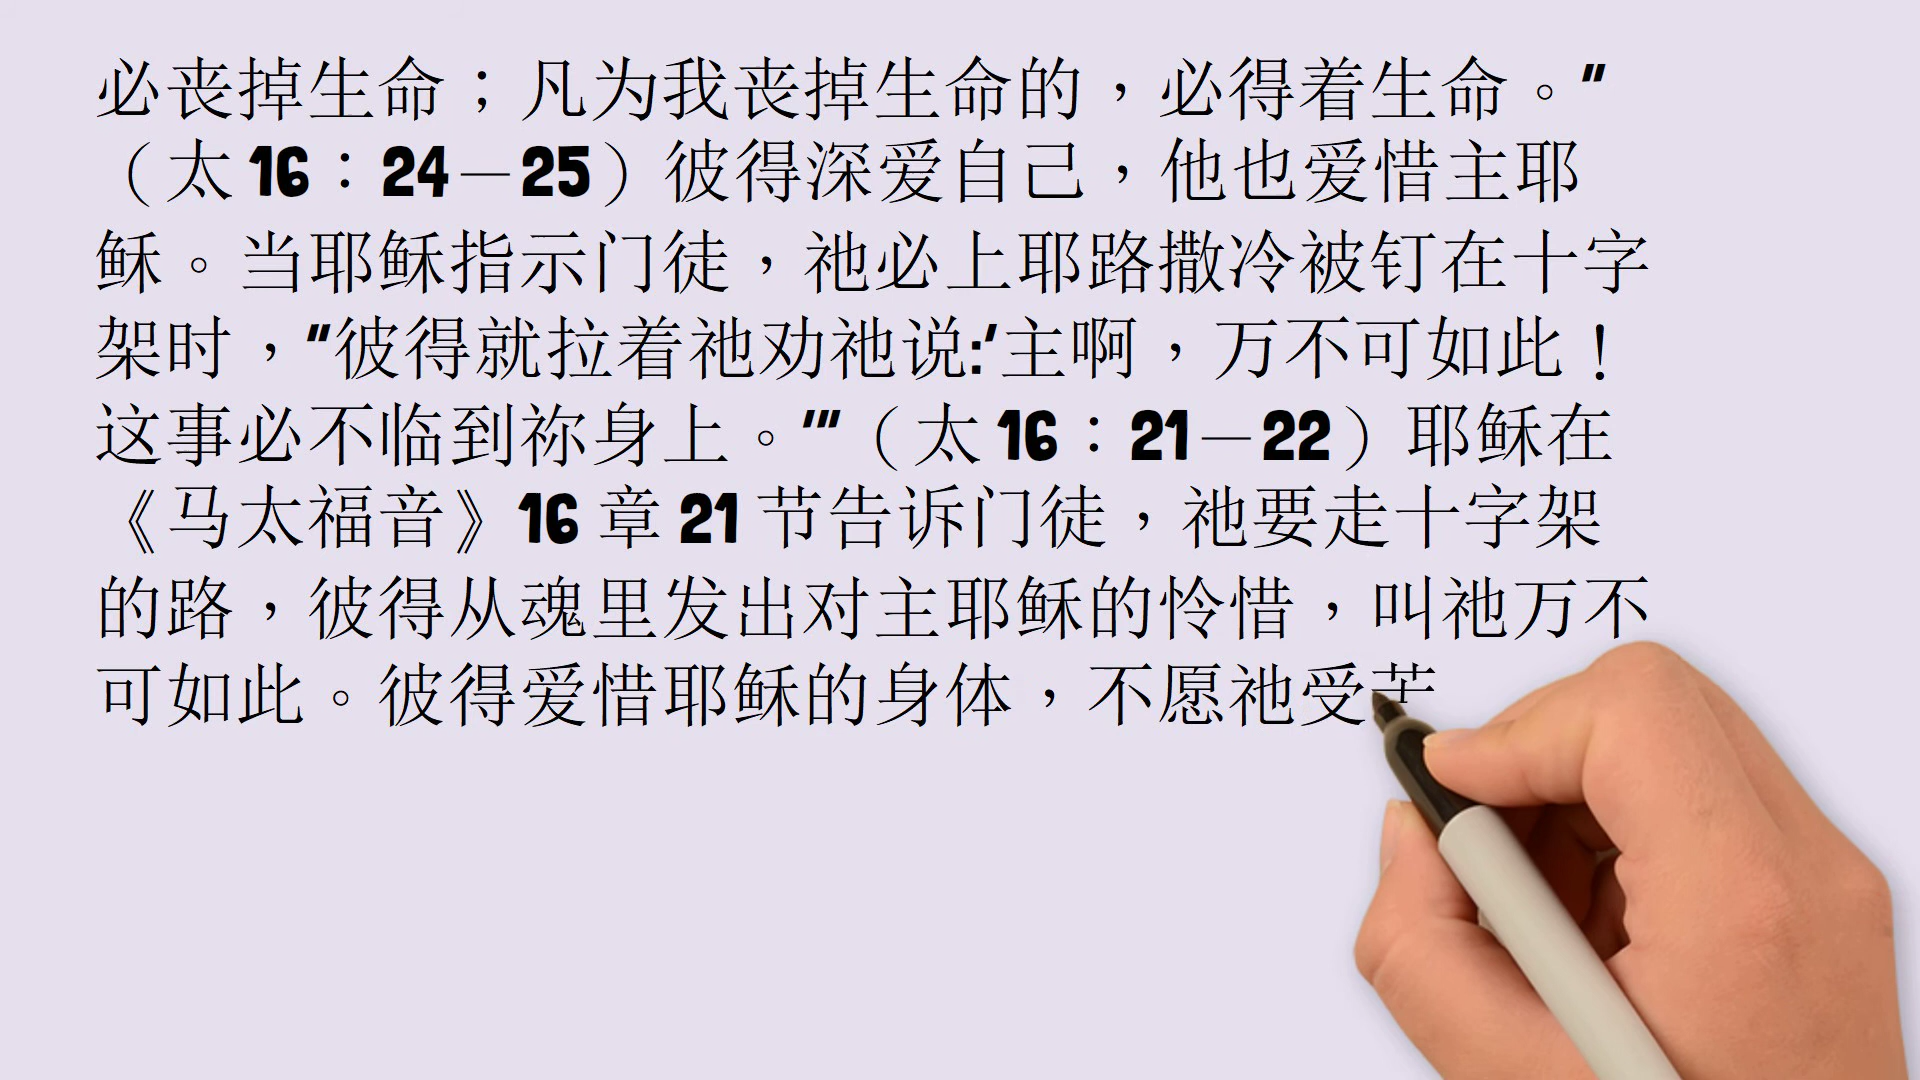 必丧掉生命；凡为我丧掉生命的，必得着生命。”
（太16：24—25）彼得深爱自己，他也爱惜主耶
稣。当耶稣指示门徒，祂必上耶路撒冷被钉在十字
架时，“彼得就拉着祂劝祂说:‘主啊，万不可如此！
这事必不临到祢身上。’”（太16：21—22）耶稣在
《马太福音》16 章 21 节告诉门徒，祂要走十字架
的路，彼得从魂里发出对主耶稣的怜惜，叫祂万不
可如此。彼得爱惜耶稣的身体，不愿祂受